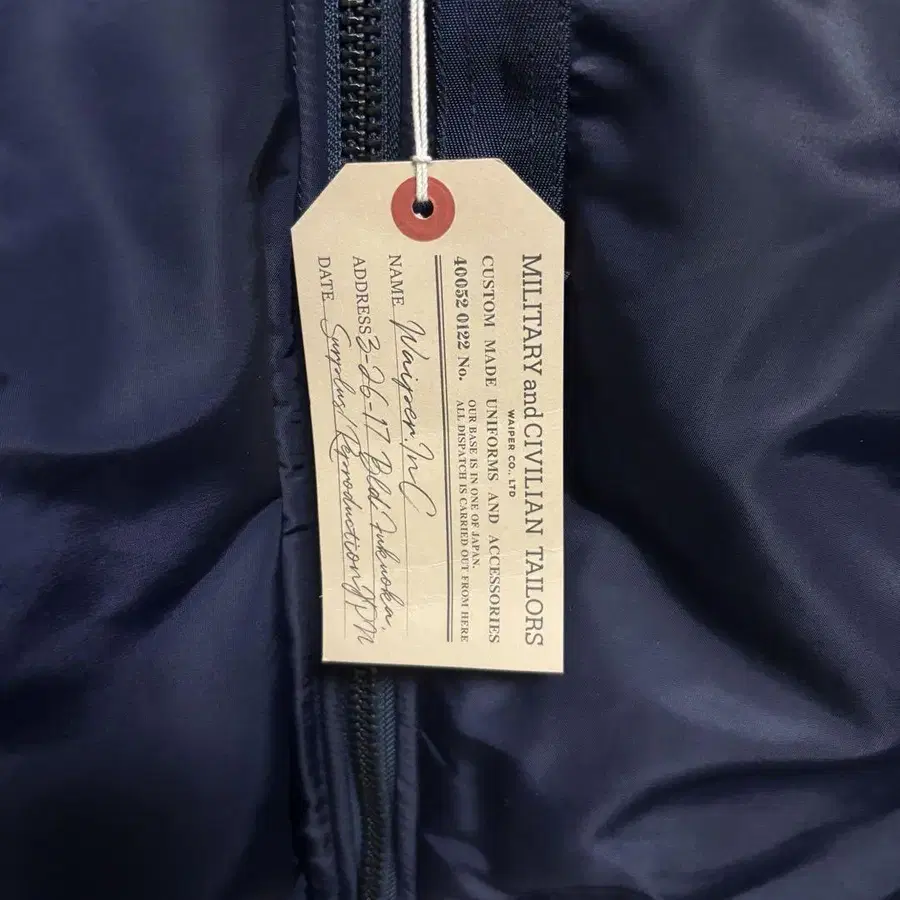 MILITARY and CIVILIAN TAILORS
WAIPER CO., LTD
CUSTOM MADE UNIFORMS AND ACCESSORIES
40052 0122 No.
OUR BASE IS IN ONE OF JAPAN.
ALL DISPATCH IS CARRIED OUT FROM HERE
NAME Waiper.Inc
ADDRESS 3-26-17 Bld' Fukuoka,
DATE Surplus/Reproduction/